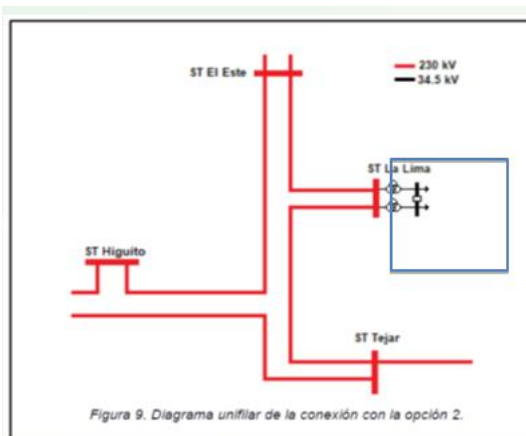 ST El Este
230 kV
34.5 kV
ST La Lima
ST Higuito
ST Tejar
Figura 9. Diagrama unifilar de la conexión con la opción 2.